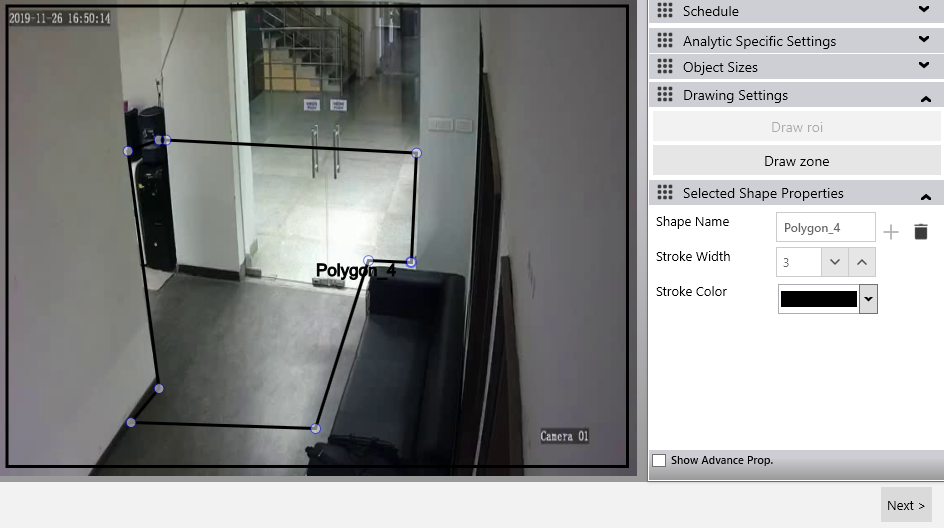 2019-11-26 16:50:14
Polygon_4
Camera 01
Schedule
Analytic Specific Settings
Object Sizes
Drawing Settings
Draw roi
Draw zone
Selected Shape Properties
Shape Name
Polygon_4
Stroke Width
3
Stroke Color
Show Advance Prop.
Next >